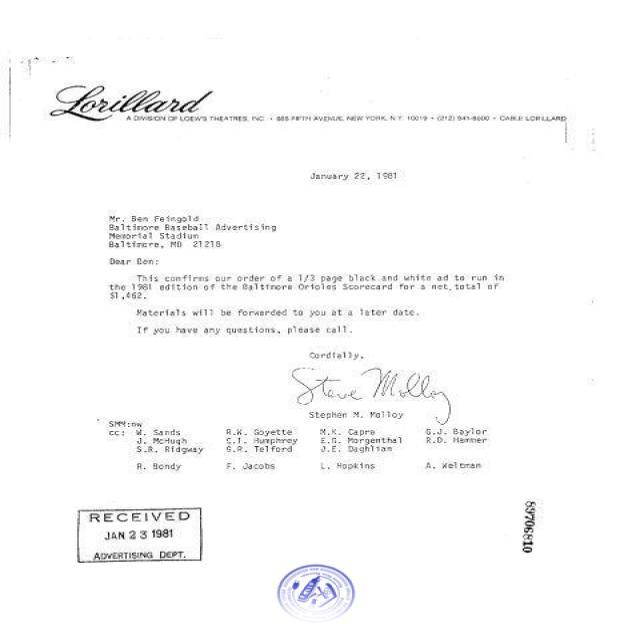 Lorillard
A DIVISION OF LOEW'S THEATRES, INC. • 666 FIFTH AVENUE, NEW YORK, N.Y. 10019 • (212) 841-8600 • CABLE LORILLARD
January 22, 1981
Mr. Ben Feingold
Baltimore Baseball Advertising
Memorial Stadium
Baltimore, MD 21218
Dear Ben:
This confirms our order of a 1/3 page black and white ad to run in
the 1981 edition of the Baltimore Orioles Scorecard for a net total of
$1,462.
Materials will be forwarded to you at a later date.
If you have any questions, please call.
Cordially,
Steve Molloy
Stephen M. Molloy
SMM:nw
cc: W. Sands R.W. Goyette M.K. Capra G.J. Baylor
J. McHugh C.I. Humphrey E.G. Morgenthal R.D. Hammer
S.R. Ridgway G.R. Telford J.E. Daghlian
R. Bondy F. Jacobs L. Hopkins A. Weltman
RECEIVED
JAN 23 1981
ADVERTISING DEPT.
89706810